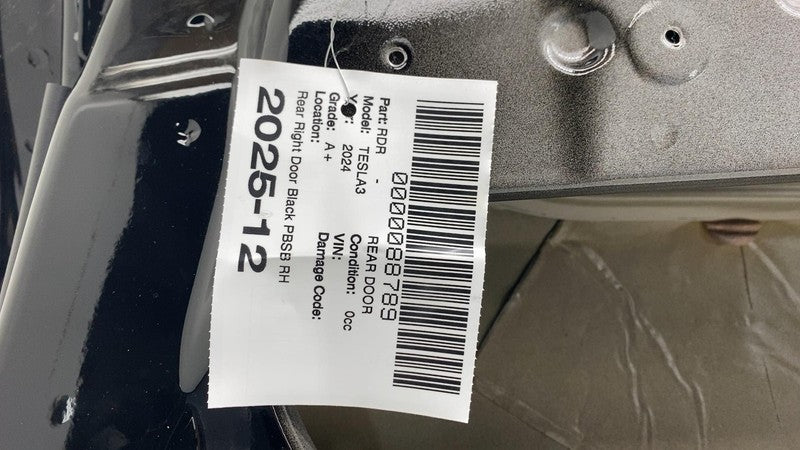 0000088789
Part: RDR - REAR DOOR
Model: TESLA3 Condition: 0cc
2024 VIN:
Grade: A+ Damage Code:
Location:
Rear Right Door Black PBSB RH
2025-12